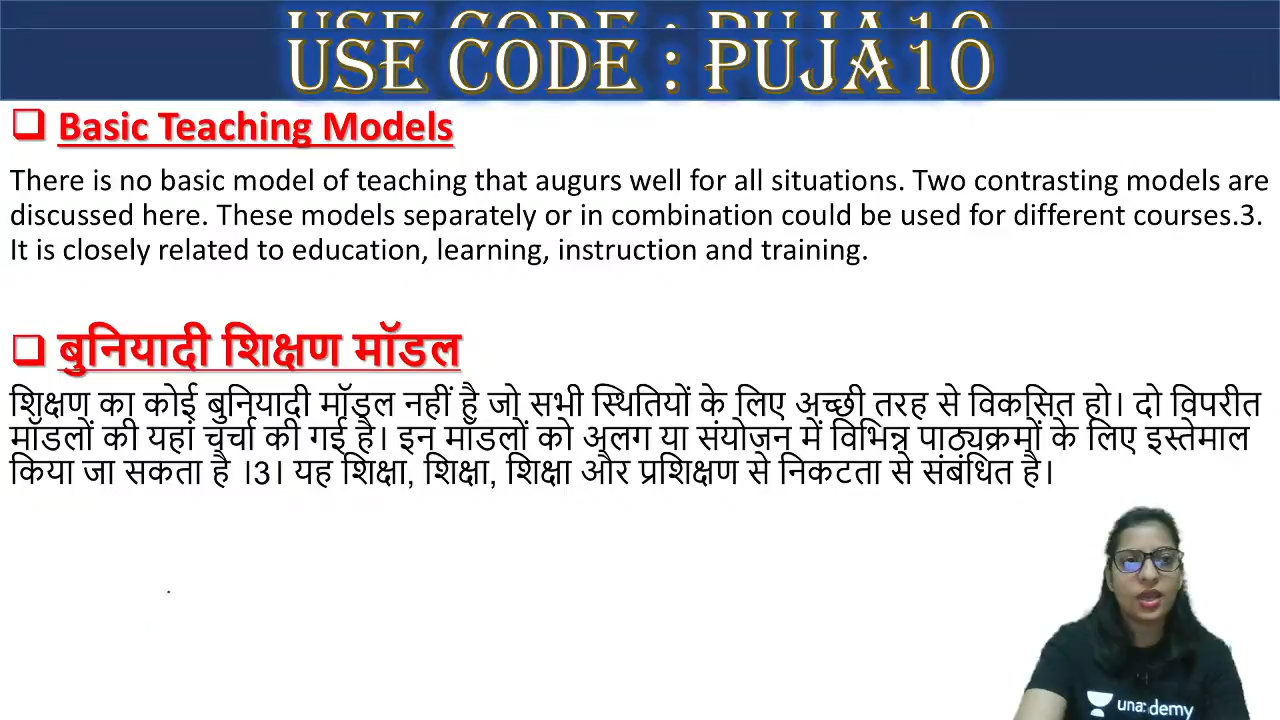 USE CODE : PUJA10
USE CODE : PUJA10
Basic Teaching Models
There is no basic model of teaching that augurs well for all situations. Two contrasting models are
discussed here. These models separately or in combination could be used for different courses.3.
It is closely related to education, learning, instruction and training.
बुनियादी शिक्षण मॉडल
शिक्षण का कोई बुनियादी मॉडल नहीं है जो सभी स्थितियों के लिए अच्छी तरह से विकसित हो। दो विपरीत
मॉडलों की यहां चर्चा की गई है। इन मॉडलों को अलग या संयोजन में विभिन्न पाठ्यक्रमों के लिए इस्तेमाल
किया जा सकता है ।3। यह शिक्षा, शिक्षा, शिक्षा और प्रशिक्षण से निकटता से संबंधित है।
unacademy